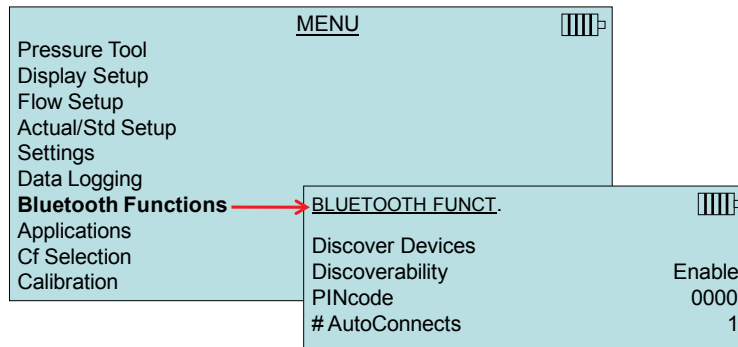 MENU
Pressure Tool
Display Setup
Flow Setup
Actual/Std Setup
Settings
Data Logging
Bluetooth Functions
Applications
Cf Selection
Calibration
BLUETOOTH FUNCT.
Discover Devices
Discoverability Enable
PINcode 0000
# AutoConnects 1